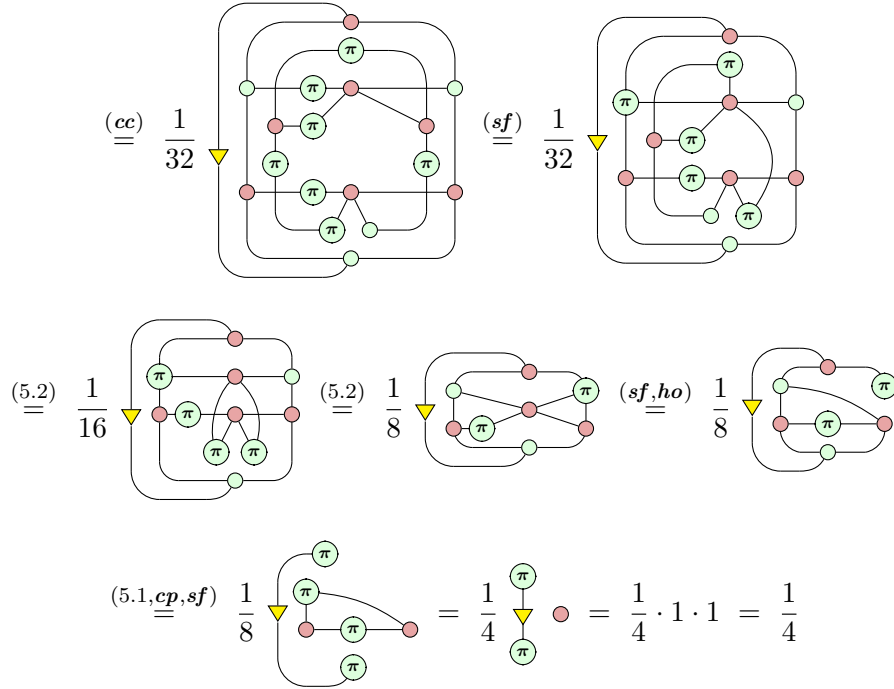 (cc) = 1/32 π π π π π π π (sf) = 1/32 π π π π π
(5.2) = 1/16 π π π π (5.2) = 1/8 π π (sf,ho) = 1/8 π π
(5.1,cp,sf) = 1/8 π π π π = 1/4 π π = 1/4 · 1 · 1 = 1/4